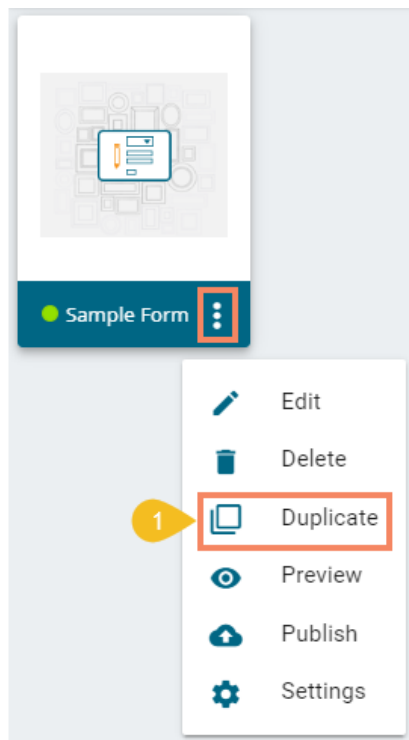 Sample Form
Edit
Delete
1
Duplicate
Preview
Publish
Settings